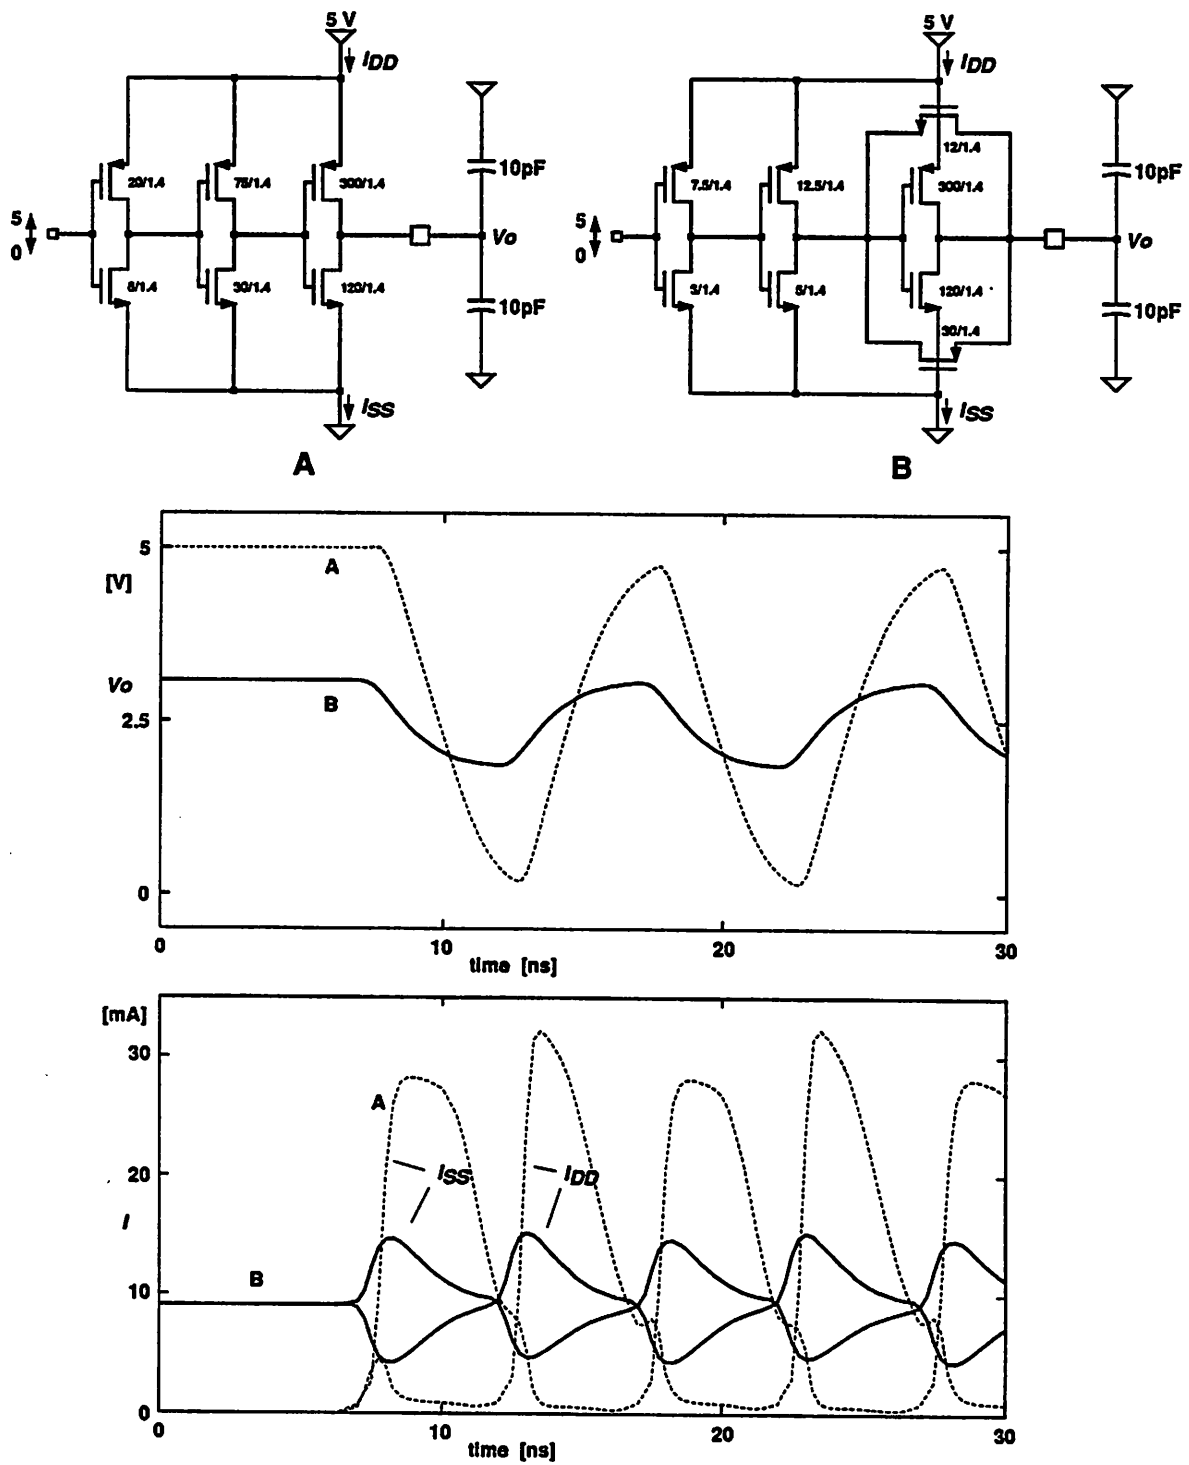 5 V
IDD
20/1.4
75/1.4
300/1.4
10pF
5
0
Vo
6/1.4
30/1.4
120/1.4
10pF
ISS
A
5 V
IDD
12/1.4
7.5/1.4
12.5/1.4
300/1.4
10pF
5
0
Vo
3/1.4
5/1.4
120/1.4
30/1.4
10pF
ISS
B
5
[V]
A
Vo
B
2.5
0
0
10
20
30
time [ns]
[mA]
30
A
20
ISS
IDD
I
B
10
0
0
10
20
30
time [ns]